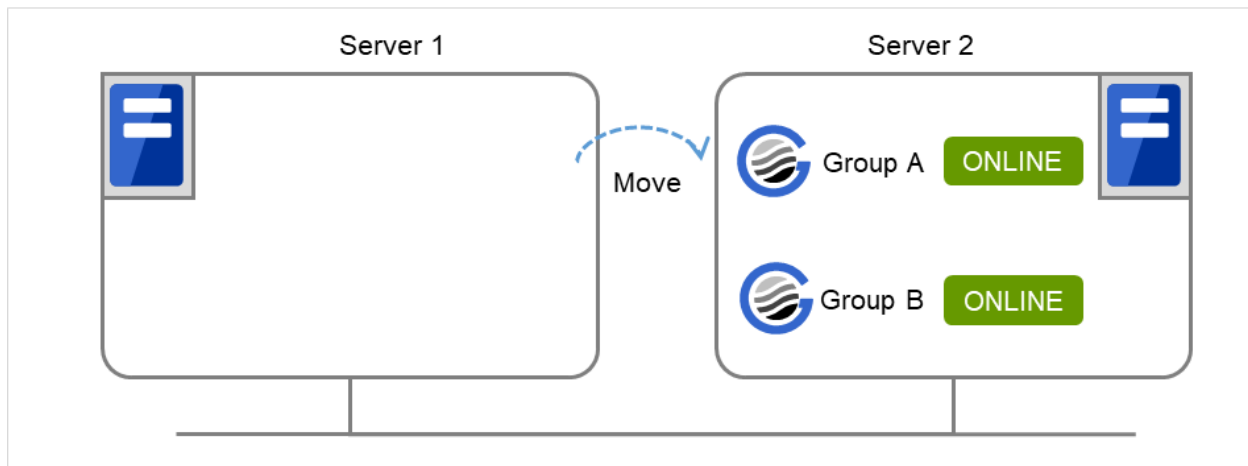 Server 1
Server 2
Move
Group A
ONLINE
Group B
ONLINE